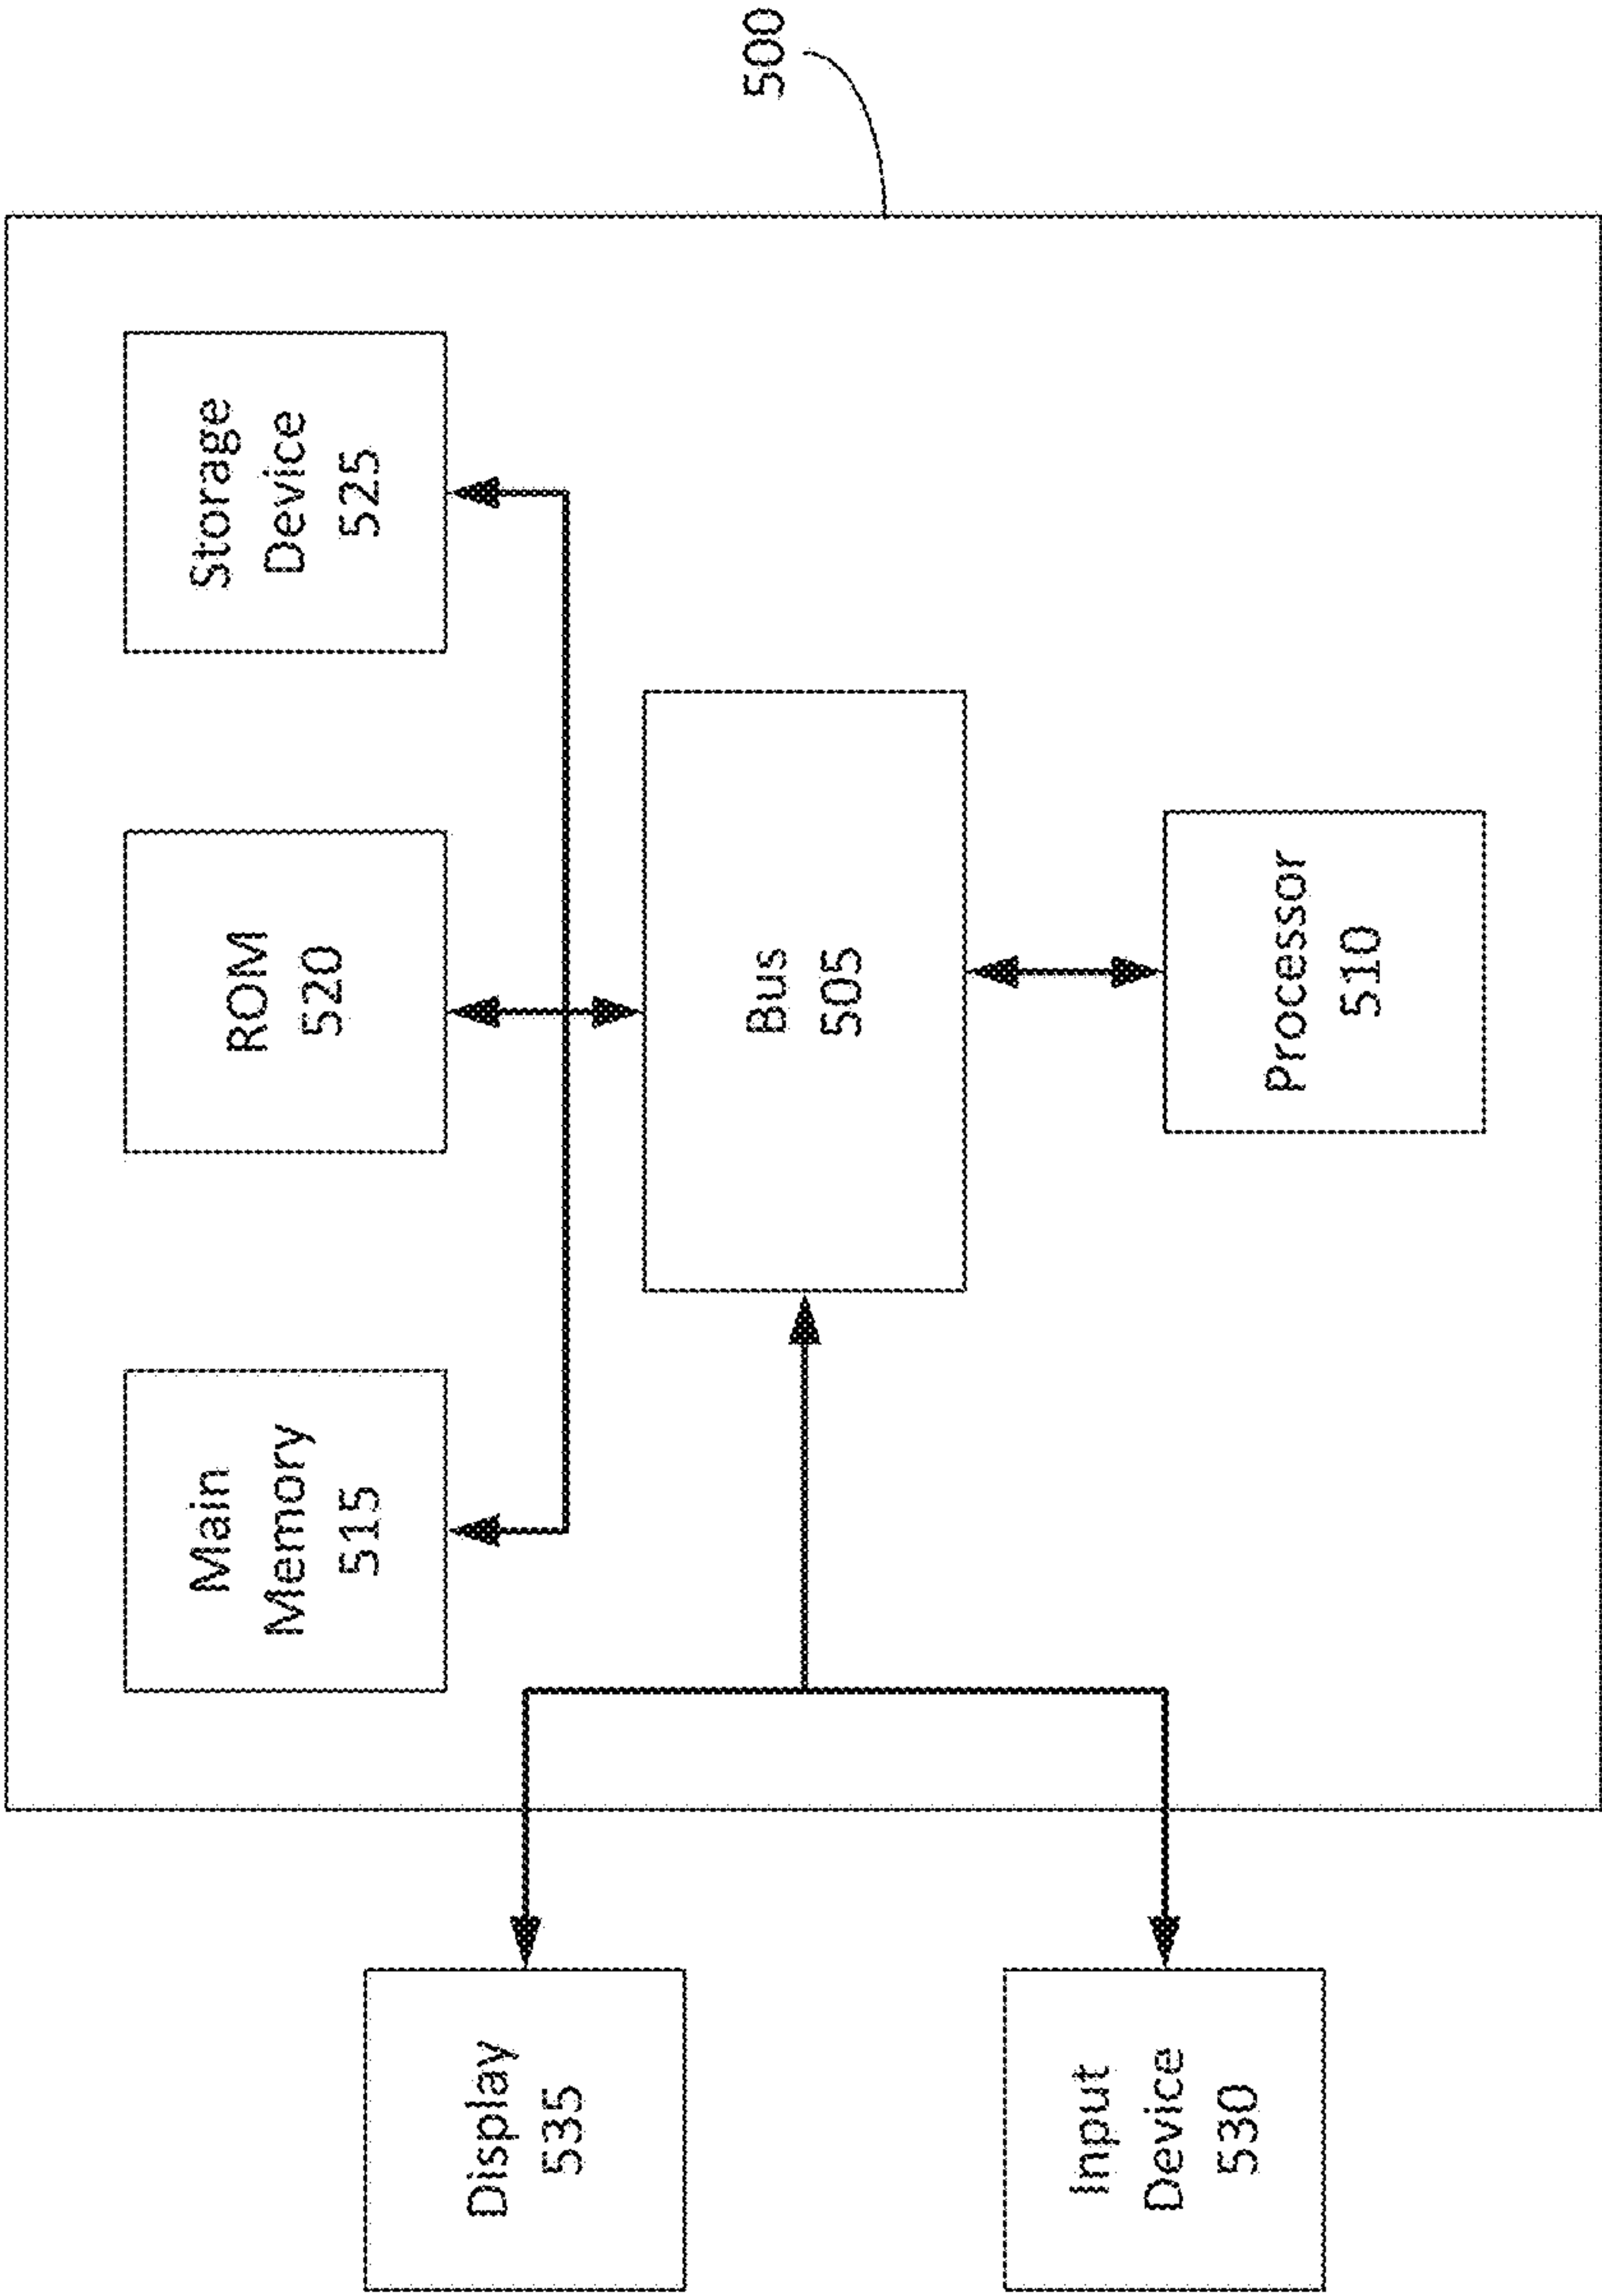 500
Main
Memory
515
ROM
520
Storage
Device
525
Display
535
Bus
505
Input
Device
530
Processor
510